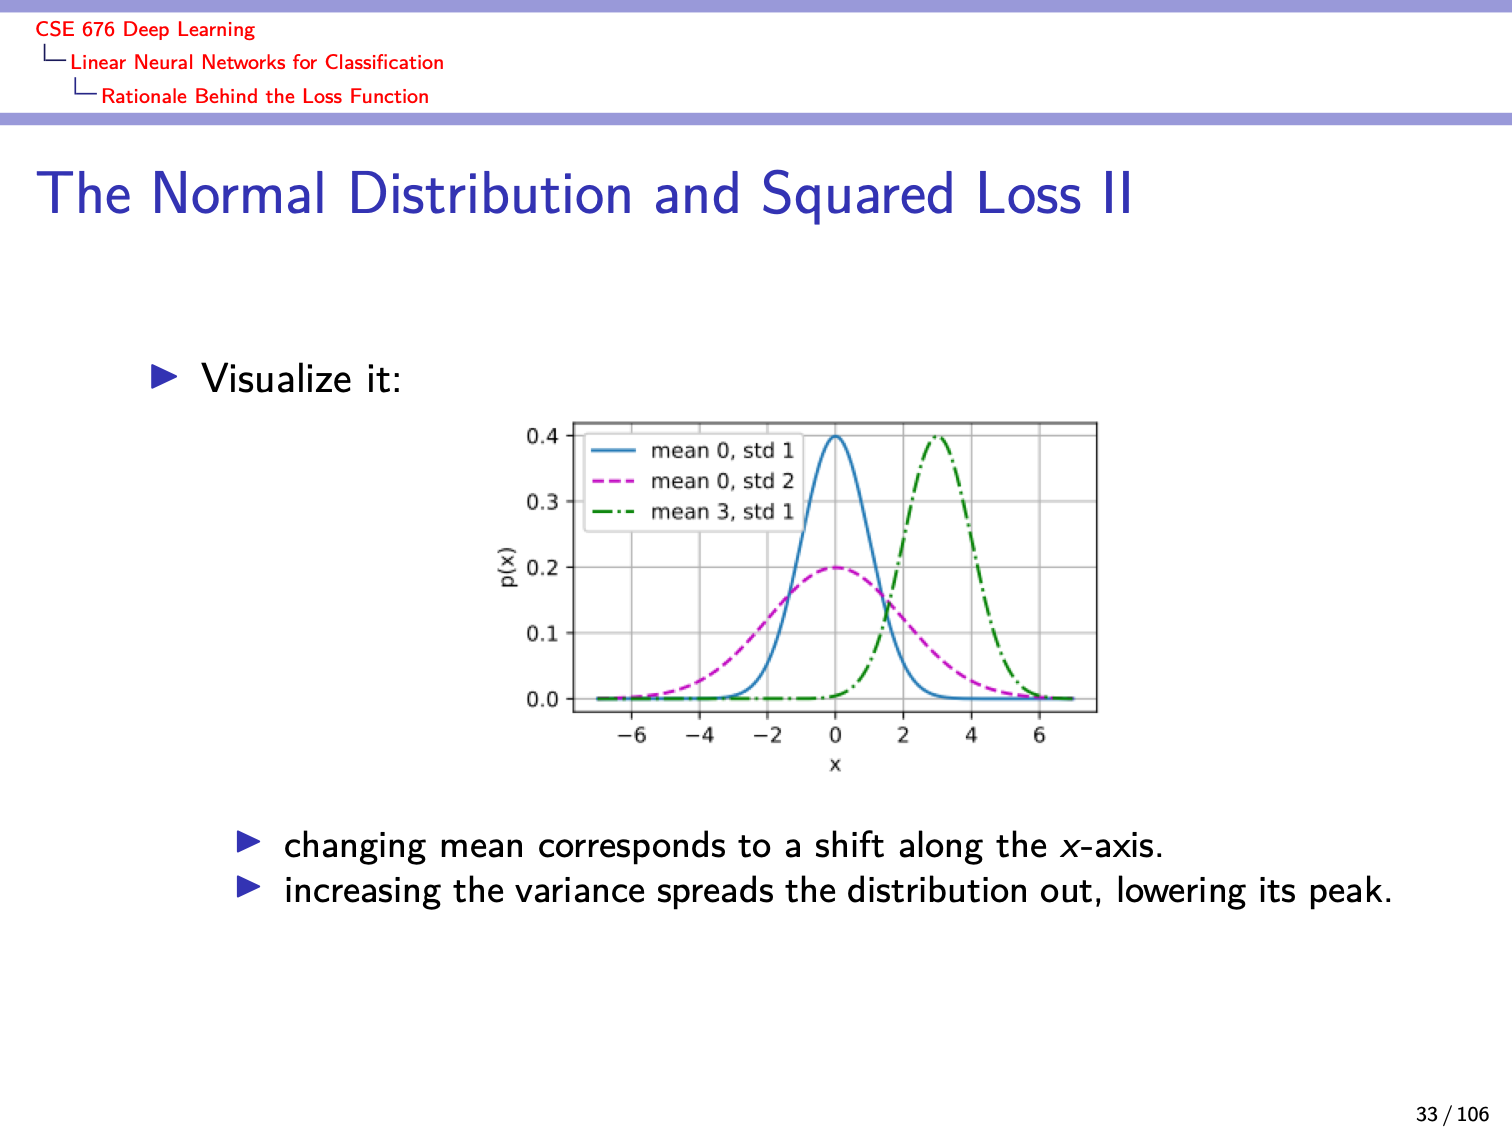 CSE 676 Deep Learning
Linear Neural Networks for Classification
Rationale Behind the Loss Function
The Normal Distribution and Squared Loss II
Visualize it:
0.4
0.3
0.2
0.1
0.0
p(x)
mean 0, std 1
mean 0, std 2
mean 3, std 1
−6 −4 −2 0 2 4 6
x
changing mean corresponds to a shift along the x-axis.
increasing the variance spreads the distribution out, lowering its peak.
33 / 106